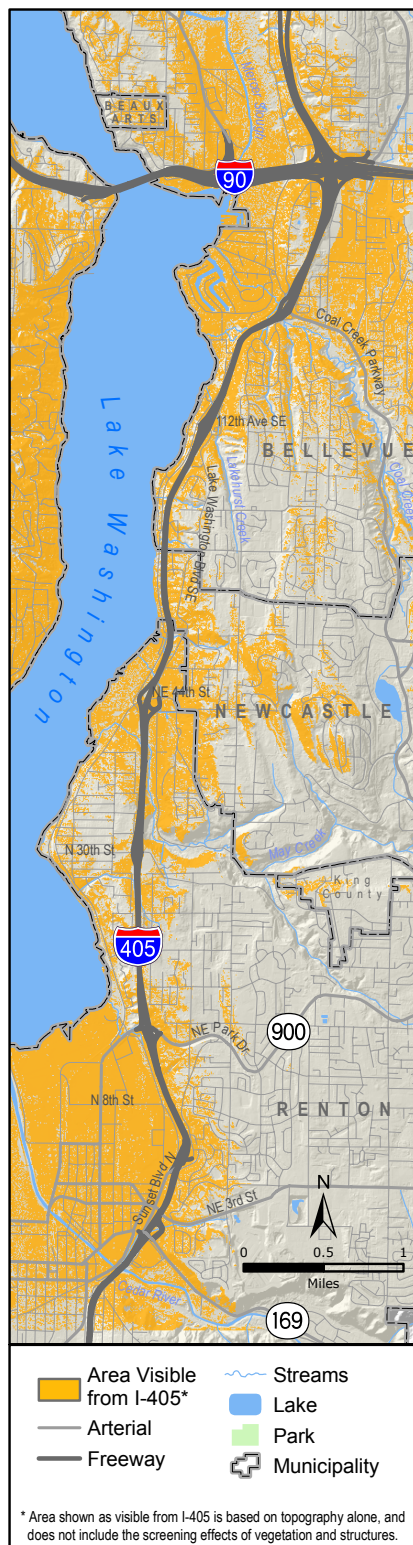 Mercer Slough
BEAUX
ARTS
90
Coal Creek Parkway
112th Ave SE
BELLEVUE
Lake Washington
Lake Washington Blvd SE
Lakehurst Creek
Coal Creek
NE 44th St
NEWCASTLE
N 30th St
May Creek
King
County
405
NE Park Dr
900
N 8th St
RENTON
Sunset Blvd N
NE 3rd St
N
0 0.5 1
Miles
Cedar River
169
Area Visible
from I-405*
Arterial
Freeway
Streams
Lake
Park
Municipality
* Area shown as visible from I-405 is based on topography alone, and
does not include the screening effects of vegetation and structures.